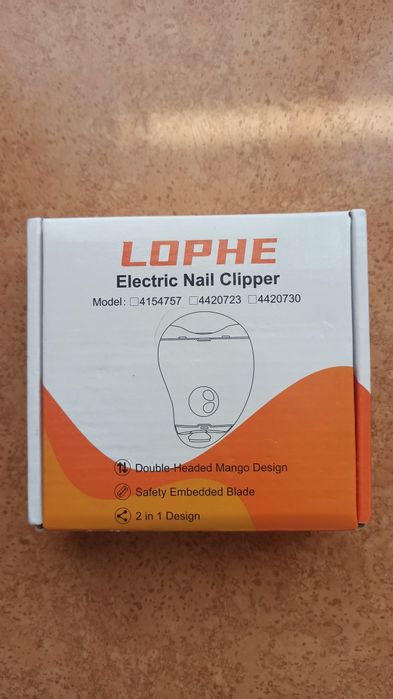 LOPHE
Electric Nail Clipper
Model: □4154757 □4420723 □4420730
Double-Headed Mango Design
Safety Embedded Blade
2 in 1 Design